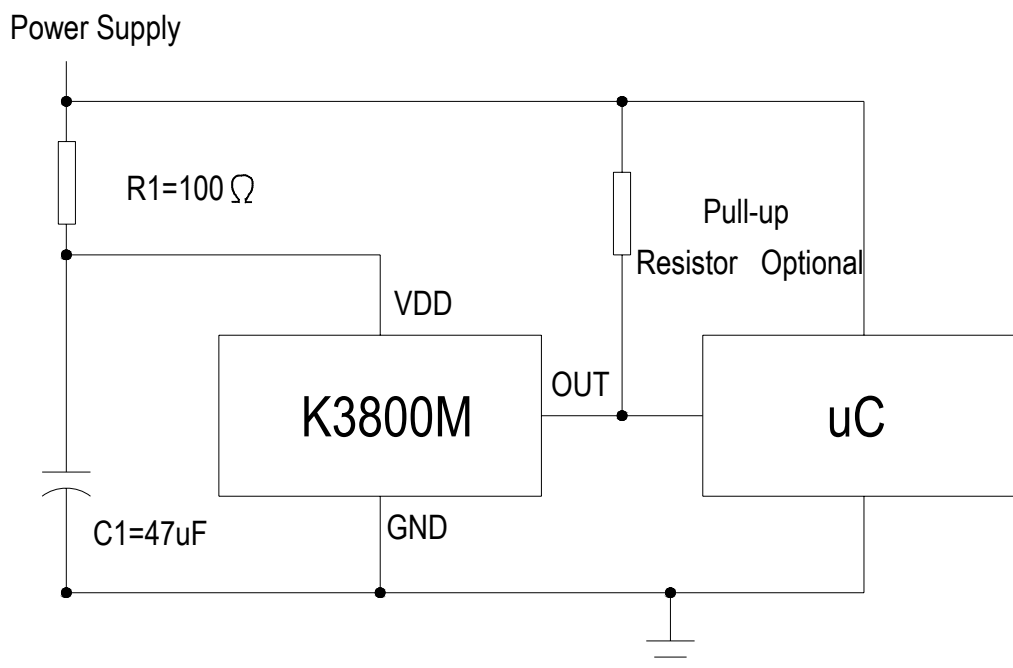 Power Supply
R1=100Ω
Pull-up
Resistor Optional
VDD
OUT
K3800M
uC
GND
C1=47uF